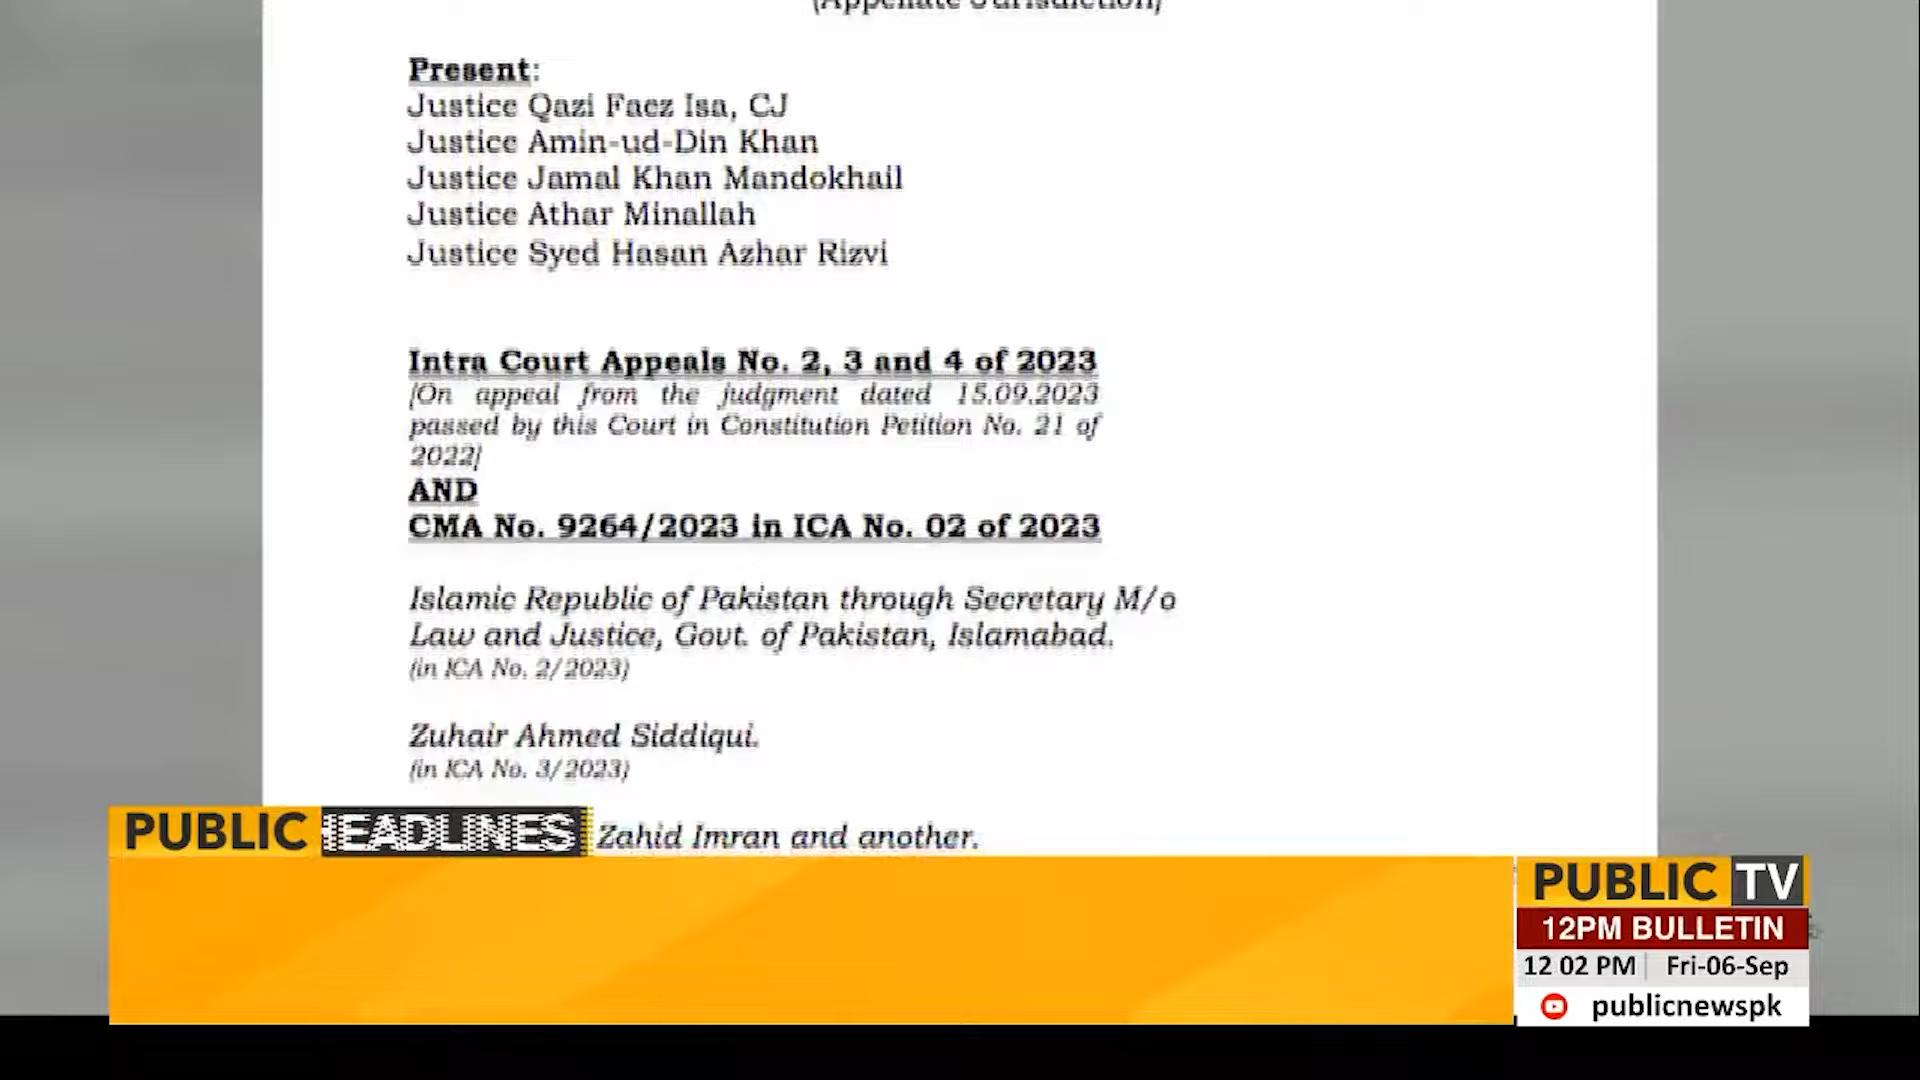 (Appellate Jurisdiction)
Present:
Justice Qazi Faez Isa, CJ
Justice Amin-ud-Din Khan
Justice Jamal Khan Mandokhail
Justice Athar Minallah
Justice Syed Hasan Azhar Rizvi
Intra Court Appeals No. 2, 3 and 4 of 2023
[On appeal from the judgment dated 15.09.2023
passed by this Court in Constitution Petition No. 21 of
2022]
AND
CMA No. 9264/2023 in ICA No. 02 of 2023
Islamic Republic of Pakistan through Secretary M/o
Law and Justice, Govt. of Pakistan, Islamabad.
(in ICA No. 2/2023)
Zuhair Ahmed Siddiqui.
(in ICA No. 3/2023)
Zahid Imran and another.
PUBLIC HEADLINES
PUBLIC TV
12PM BULLETIN
12 02 PM Fri-06-Sep
publicnewspk